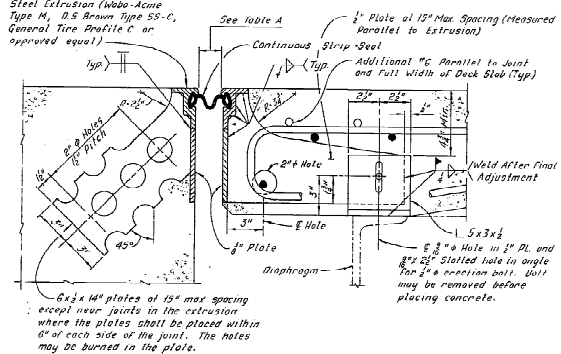 Steel Extrusion (Wabo-Acme
Type M, D.S Brown Type SS-C,
General Tire Profile C or
approved equal)
See Table A
Continuous Strip-Seal
½" Plate at 15" Max. Spacing (Measured
Parallel to Extrusion)
Additional #6 Parallel to Joint
and Full Width of Deck Slab (Typ.)
Typ.
Typ.
2" φ Holes
Pitch
45°
3"
2" φ Hole
3"
3"
℄ Hole
Plate
Min.
Weld After Final
Adjustment
L 5x3x½
Diaphragm
φ Hole in ½" PL. and
Slotted hole in angle
for ½" φ erection bolt. Bolt
may be removed before
placing concrete.
6x½x14" plates at 15" max spacing
except near joints in the extrusion
where the plates shall be placed within
6" of each side of the joint. The holes
may be burned in the plate.